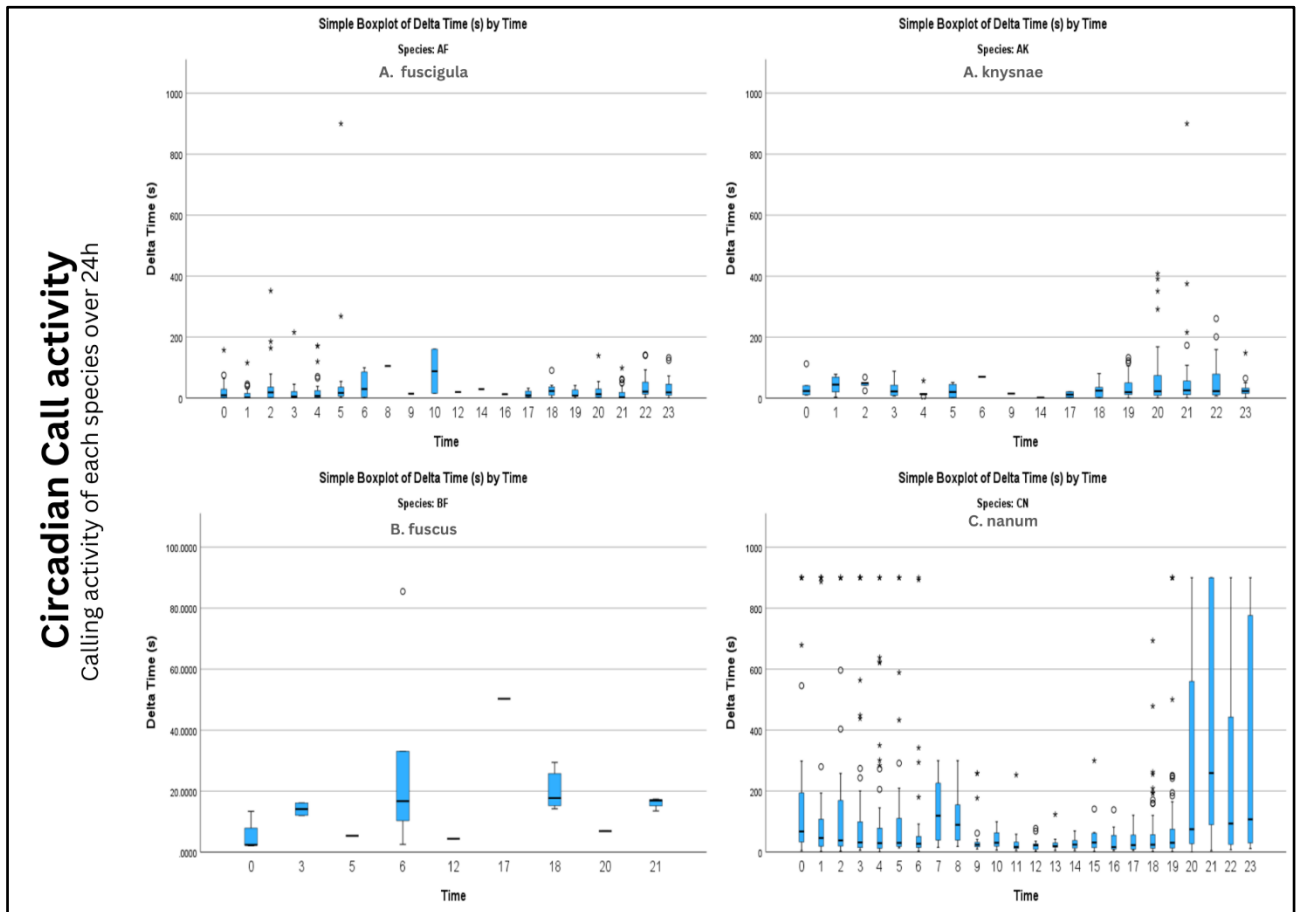 Circadian Call activity
Calling activity of each species over 24h
Simple Boxplot of Delta Time (s) by Time
Species: AF
A. fuscigula
Delta Time (s)
1000
800
600
400
200
0
0 1 2 3 4 5 6 8 9 10 12 14 16 17 18 19 20 21 22 23
Time
Simple Boxplot of Delta Time (s) by Time
Species: AK
A. knysnae
Delta Time (s)
1000
800
600
400
200
0
0 1 2 3 4 5 6 9 14 17 18 19 20 21 22 23
Time
Simple Boxplot of Delta Time (s) by Time
Species: BF
B. fuscus
Delta Time (s)
100.0000
80.0000
60.0000
40.0000
20.0000
.0000
0 3 5 6 12 17 18 20 21
Time
Simple Boxplot of Delta Time (s) by Time
Species: CN
C. nanum
Delta Time (s)
1000
800
600
400
200
0
0 1 2 3 4 5 6 7 8 9 10 11 12 13 14 15 16 17 18 19 20 21 22 23
Time